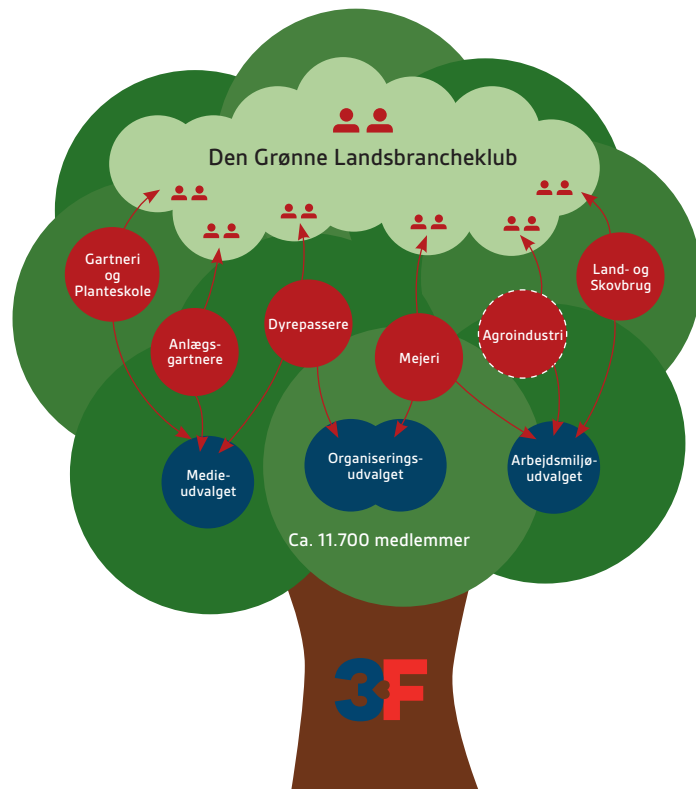 Den Grønne Landsbrancheklub
Gartneri
og
Planteskole
Anlægs-
gartnere
Dyrepassere
Mejeri
Agroindustri
Land- og
Skovbrug
Medie-
udvalget
Organiserings-
udvalget
Arbejdsmiljø-
udvalget
Ca. 11.700 medlemmer
3F